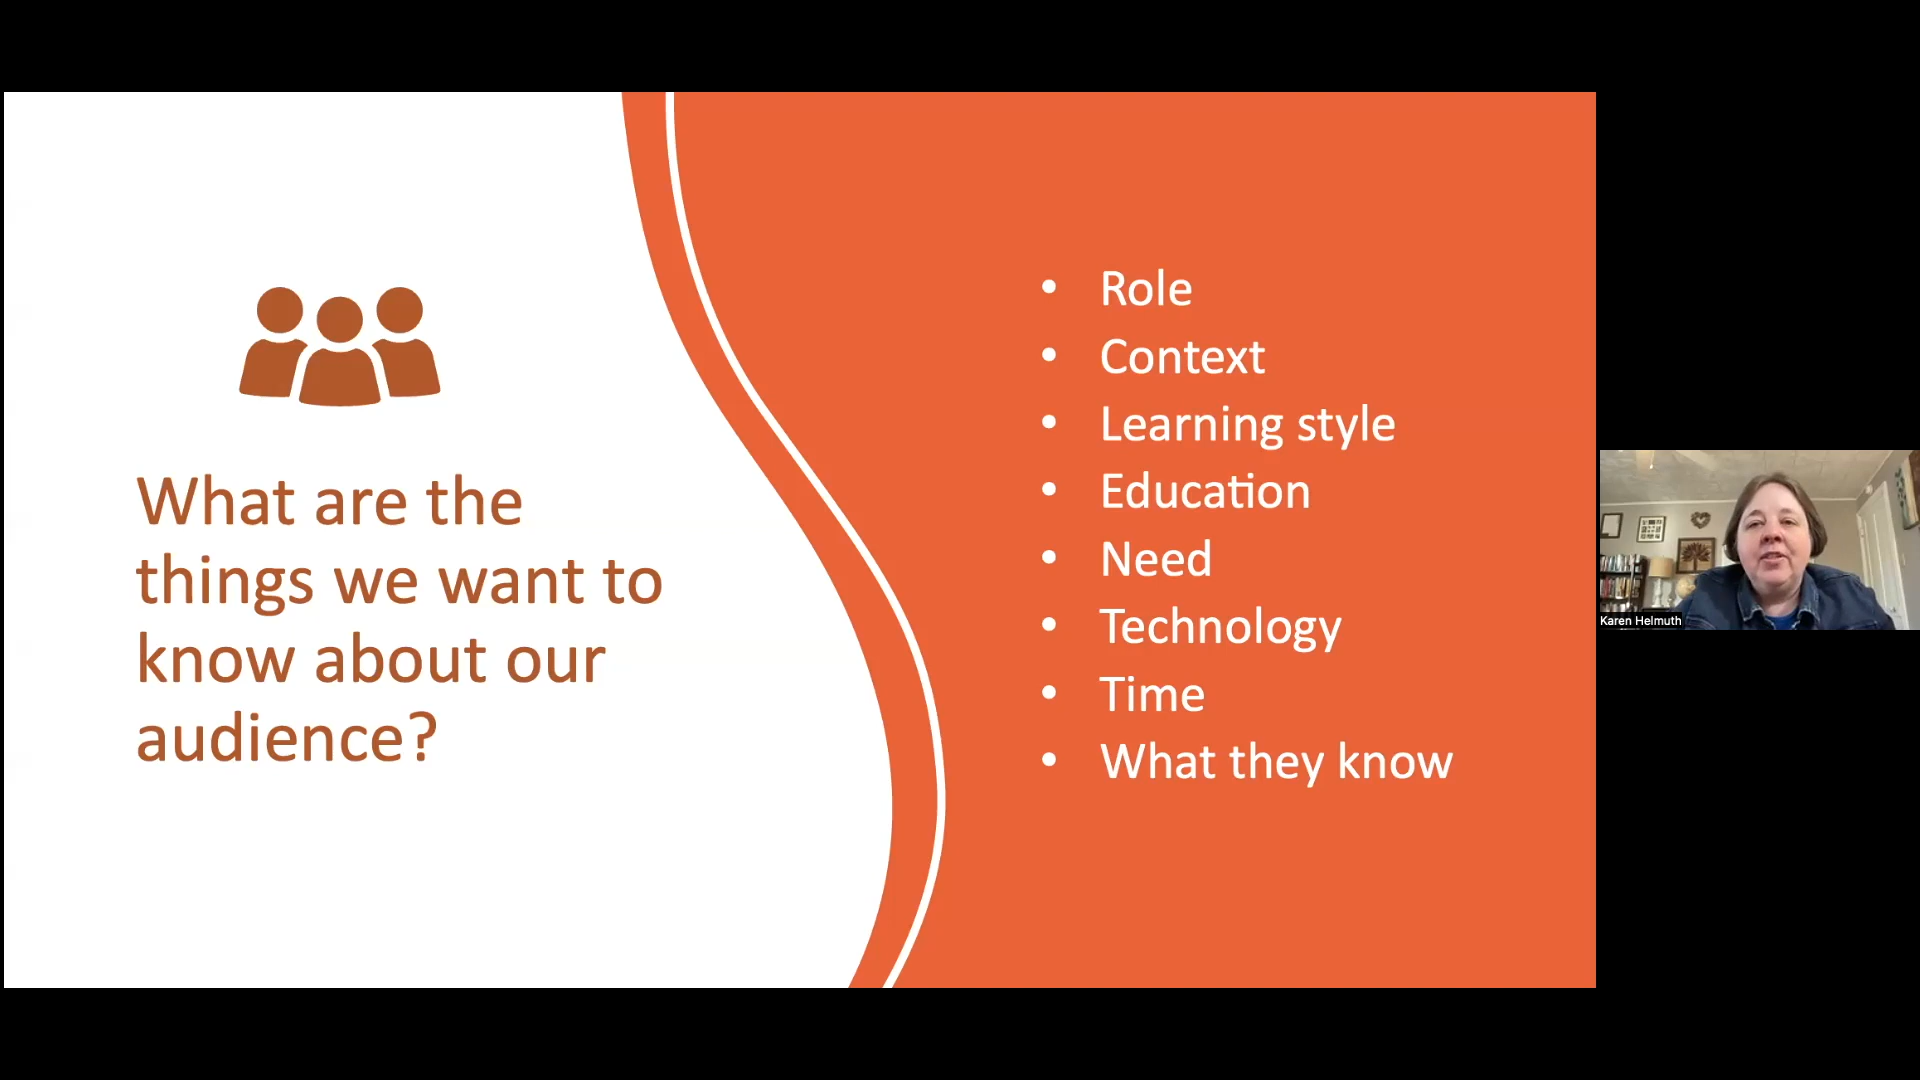 What are the
things we want to
know about our
audience?
• Role
• Context
• Learning style
• Education
• Need
• Technology
• Time
• What they know
Karen Helmuth